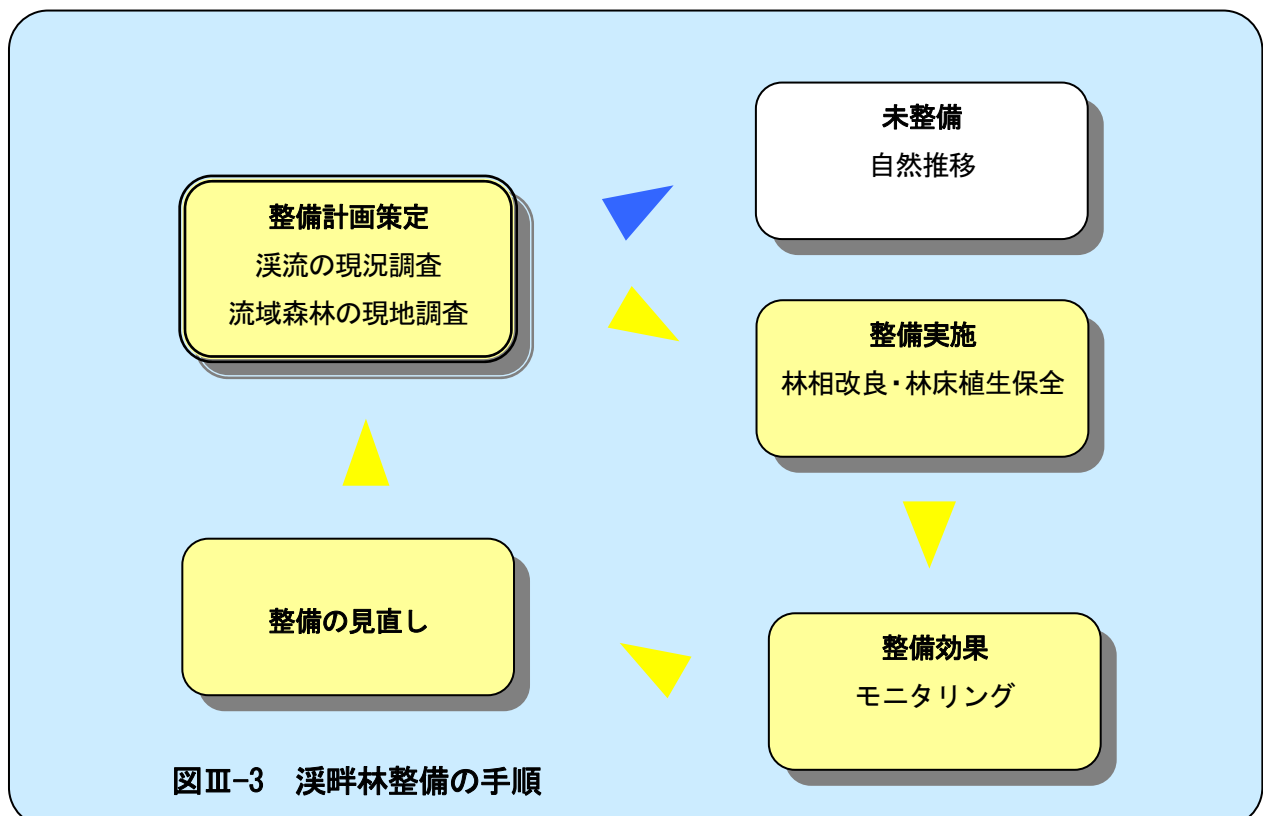 未整備
自然推移
整備計画策定
渓流の現況調査
流域森林の現地調査
整備実施
林相改良・林床植生保全
整備の見直し
整備効果
モニタリング
図Ⅲ-3 渓畔林整備の手順